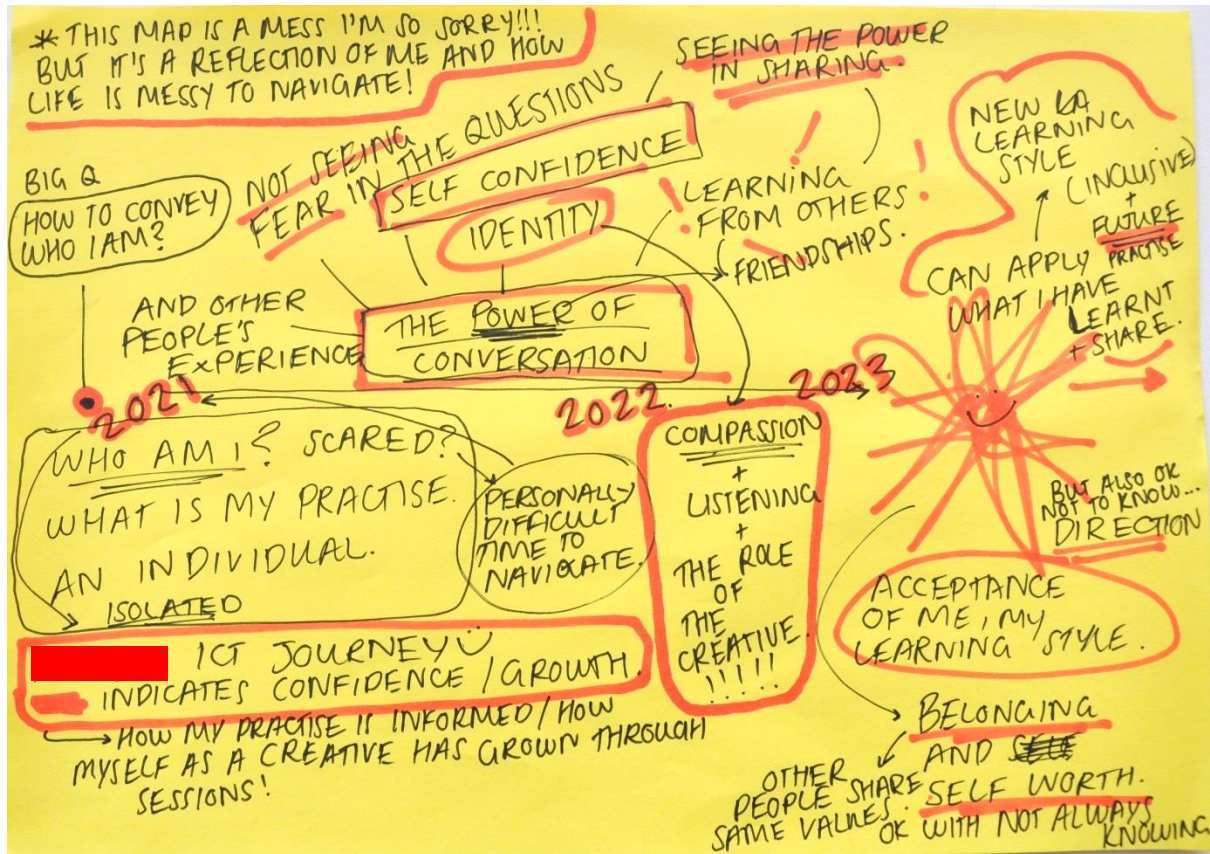 * THIS MAP IS A MESS I'M SO SORRY!!!
BUT IT'S A REFLECTION OF ME AND HOW
LIFE IS MESSY TO NAVIGATE!
SEEING THE POWER
IN SHARING.
NOT SEEING
FEAR IN THE QUESTIONS
SELF CONFIDENCE
IDENTITY
BIG Q
HOW TO CONVEY
WHO I AM?
! LEARNING !
! FROM OTHERS !
FRIENDSHIPS.
NEW
LEARNING
STYLE
(INCLUSIVE)
+
FUTURE
PRACTISE
CAN APPLY
WHAT I HAVE
LEARNT
+ SHARE.
AND OTHER
PEOPLE'S
EXPERIENCE
THE POWER OF
CONVERSATION
2021
2022.
2023
WHO AM I? SCARED?
WHAT IS MY PRACTISE.
AN INDIVIDUAL.
ISOLATED
PERSONALLY
DIFFICULT
TIME TO
NAVIGATE.
COMPASSION
+
LISTENING
+
THE ROLE
OF
THE
CREATIVE.
!!!!!
BUT ALSO OK
NOT TO KNOW...
DIRECTION
ACCEPTANCE
OF ME, MY
LEARNING STYLE.
ICT JOURNEY
INDICATES CONFIDENCE / GROWTH.
HOW MY PRACTISE IS INFORMED / HOW
MYSELF AS A CREATIVE HAS GROWN THROUGH
SESSIONS!
BELONGING
AND
SELF WORTH.
OTHER
PEOPLE SHARE
SAME VALUES.
OK WITH NOT ALWAYS
KNOWING